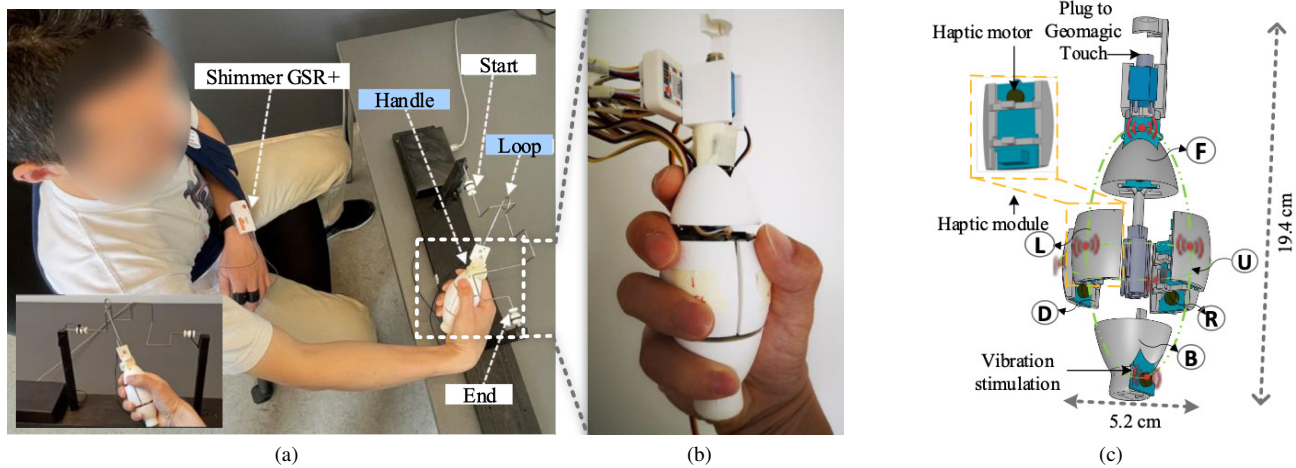 Shimmer GSR+
Handle
Start
Loop
End
(a)
(b)
Haptic motor
Plug to
Geomagic
Touch
F
Haptic module
L
U
D
R
B
Vibration
stimulation
19.4 cm
5.2 cm
(c)